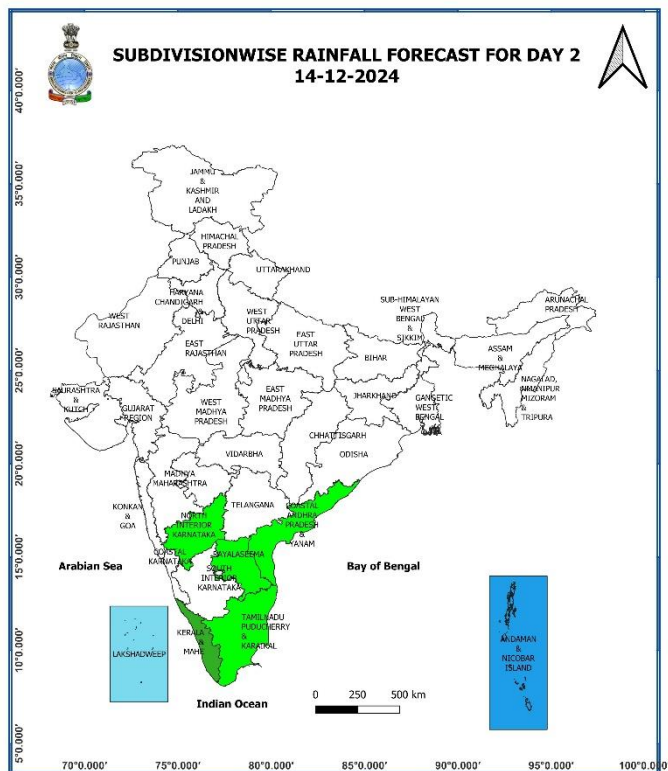 SUBDIVISIONWISE RAINFALL FORECAST FOR DAY 2
14-12-2024
40°0.000'
35°0.000'
30°0.000'
25°0.000'
20°0.000'
15°0.000'
10°0.000'
5°0.000'
JAMMU
&
KASHMIR
AND
LADAKH
HIMACHAL
PRADESH
PUNJAB
UTTARAKHAND
HARYANA
CHANDIGARH
&
DELHI
WEST
RAJASTHAN
WEST
UTTAR
PRADESH
EAST
RAJASTHAN
EAST
UTTAR
PRADESH
SUB-HIMALAYAN
WEST
BENGAL
&
SIKKIM
ARUNACHAL
PRADESH
BIHAR
ASSAM
&
MEGHALAYA
SAURASHTRA
&
KUTCH
GUJARAT
REGION
WEST
MADHYA
PRADESH
EAST
MADHYA
PRADESH
JHARKHAND
GANGETIC
WEST
BENGAL
MANIPUR
MIZORAM
&
TRIPURA
CHHATTISGARH
ODISHA
VIDARBHA
MADHYA
MAHARASHTRA
KONKAN
&
GOA
TELANGANA
NORTH
INTERIOR
KARNATAKA
COASTAL
PRADESH
&
YANAM
COASTAL
KARNATAKA
RAYALASEEMA
SOUTH
INTERIOR
KARNATAKA
Arabian Sea
Bay of Bengal
LAKSHADWEEP
KERALA
&
MAHE
TAMILNADU
PUDUCHERRY
&
KARAIKAL
ANDAMAN
&
NICOBAR
ISLAND
Indian Ocean
0 250 500 km
70°0.000' 75°0.000' 80°0.000' 85°0.000' 90°0.000' 95°0.000'